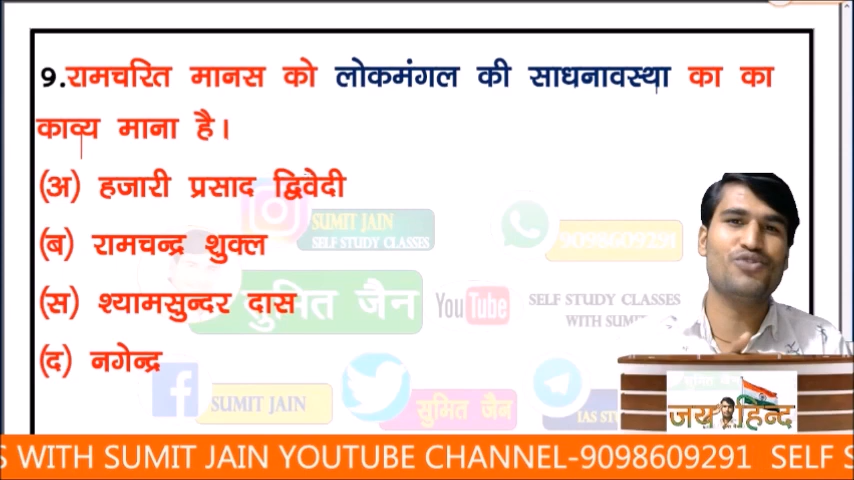 9.रामचरित मानस को लोकमंगल की साधनावस्था का का
काव्य माना है।
(अ) हजारी प्रसाद द्विवेदी
(ब) रामचन्द्र शुक्ल
(स) श्यामसुन्दर दास
(द) नगेन्द्र
SUMIT JAIN
SELF STUDY CLASSES
9098609291
सुमित जैन
YouTube
SELF STUDY CLASSES
WITH SUMIT
SUMIT JAIN
सुमित जैन
IAS
जय हिन्द
S WITH SUMIT JAIN YOUTUBE CHANNEL-9098609291 SELF S